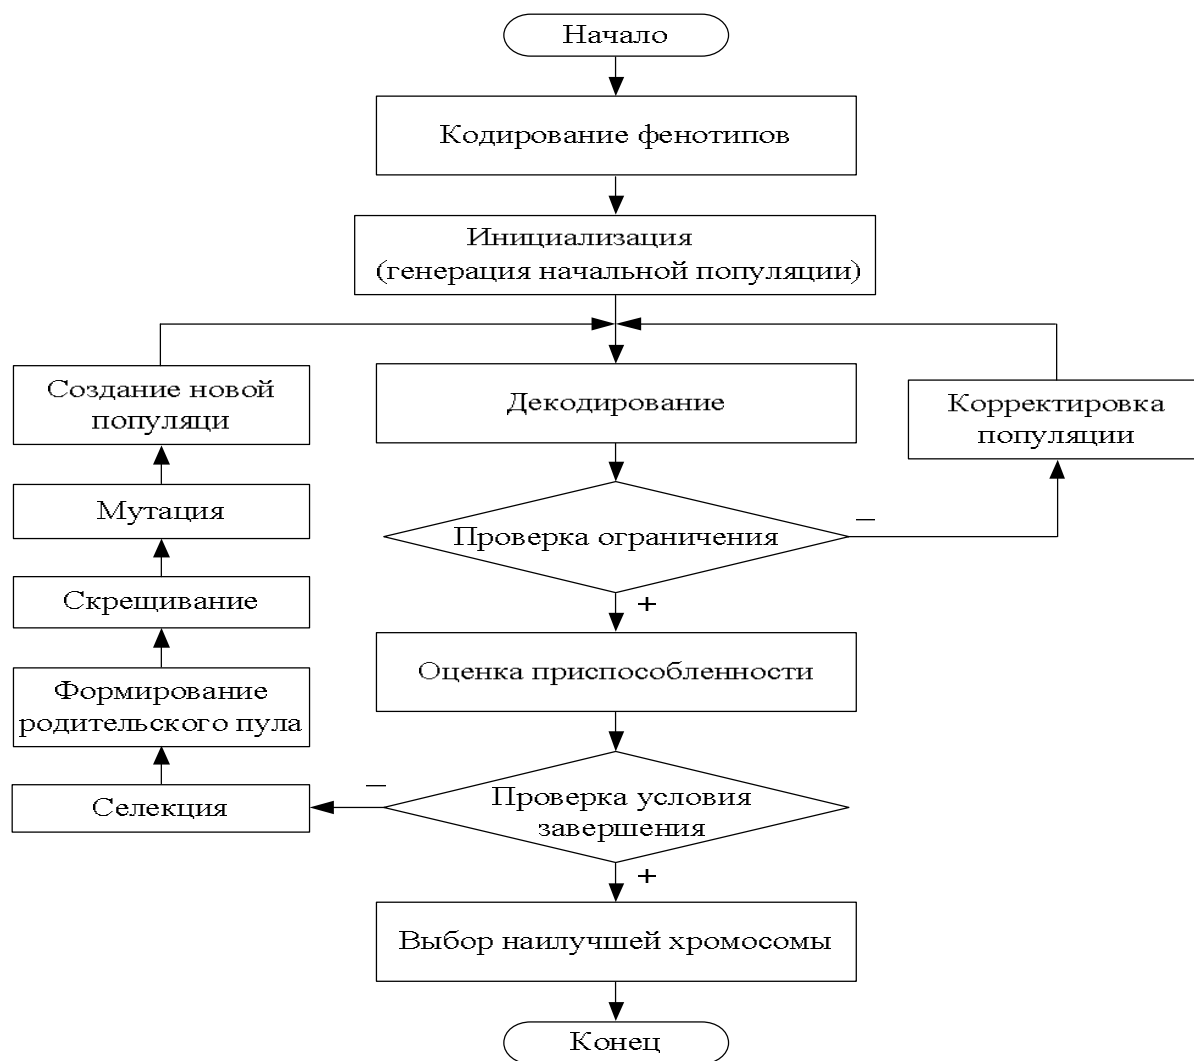 Начало
Кодирование фенотипов
Инициализация
(генерация начальной популяции)
Создание новой
популяци
Декодирование
Корректировка
популяции
Мутация
Проверка ограничения
–
+
Скрещивание
Оценка приспособленности
Формирование
родительского пула
–
Селекция
Проверка условия
завершения
+
Выбор наилучшей хромосомы
Конец